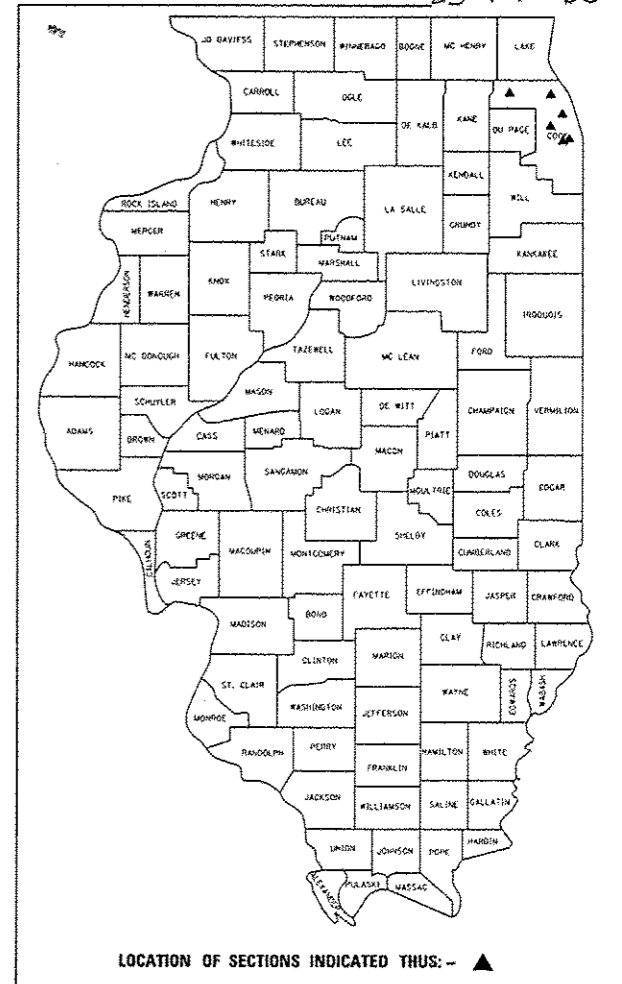 JO DAVIESS STEPHENSON WINNEBAGO BOONE MC HENRY LAKE
CARROLL OGLE DE KALB KANE DU PAGE COOK
WHITESIDE LEE
KENDALL
ROCK ISLAND HENRY BUREAU LA SALLE GRUNDY WILL
MERCER PUTNAM
STARK MARSHALL KANKAKEE
HENDERSON WARREN KNOX PEORIA WOODFORD LIVINGSTON IROQUOIS
HANCOCK MC DONOUGH FULTON TAZEWELL MC LEAN FORD
SCHUYLER MASON LOGAN DE WITT CHAMPAIGN VERMILION
ADAMS BROWN CASS MENARD MACON PIATT
PIKE SCOTT MORGAN SANGAMON MOULTRIE DOUGLAS EDGAR
CHRISTIAN COLES
CALHOUN GREENE MACOUPIN MONTGOMERY SHELBY CUMBERLAND CLARK
JERSEY
FAYETTE EFFINGHAM JASPER CRAWFORD
MADISON BOND
CLAY RICHLAND LAWRENCE
CLINTON MARION
ST. CLAIR WAYNE EDWARDS WABASH
WASHINGTON JEFFERSON
MONROE
RANDOLPH PERRY HAMILTON WHITE
FRANKLIN
JACKSON WILLIAMSON SALINE GALLATIN
UNION JOHNSON POPE HARDIN
ALEXANDER PULASKI MASSAC
LOCATION OF SECTIONS INDICATED THUS: – ▲